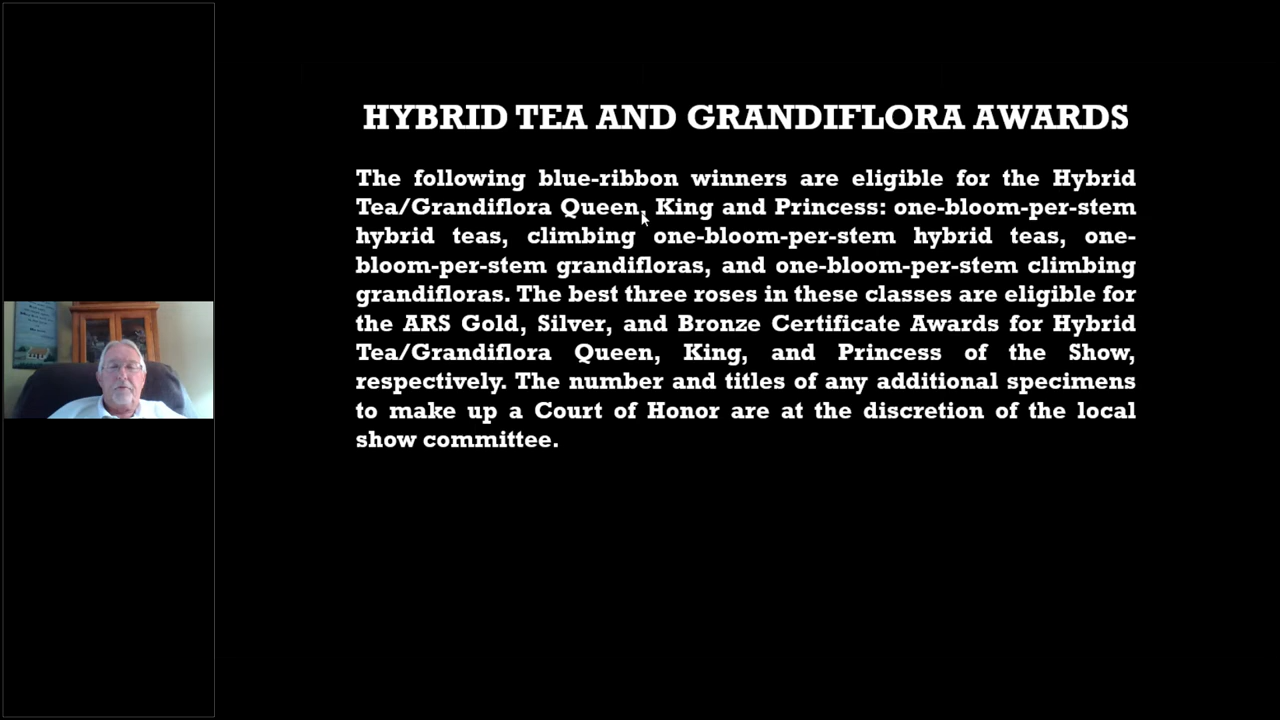 HYBRID TEA AND GRANDIFLORA AWARDS
The following blue-ribbon winners are eligible for the Hybrid
Tea/Grandiflora Queen, King and Princess: one-bloom-per-stem
hybrid teas, climbing one-bloom-per-stem hybrid teas, one-
bloom-per-stem grandifloras, and one-bloom-per-stem climbing
grandifloras. The best three roses in these classes are eligible for
the ARS Gold, Silver, and Bronze Certificate Awards for Hybrid
Tea/Grandiflora Queen, King, and Princess of the Show,
respectively. The number and titles of any additional specimens
to make up a Court of Honor are at the discretion of the local
show committee.